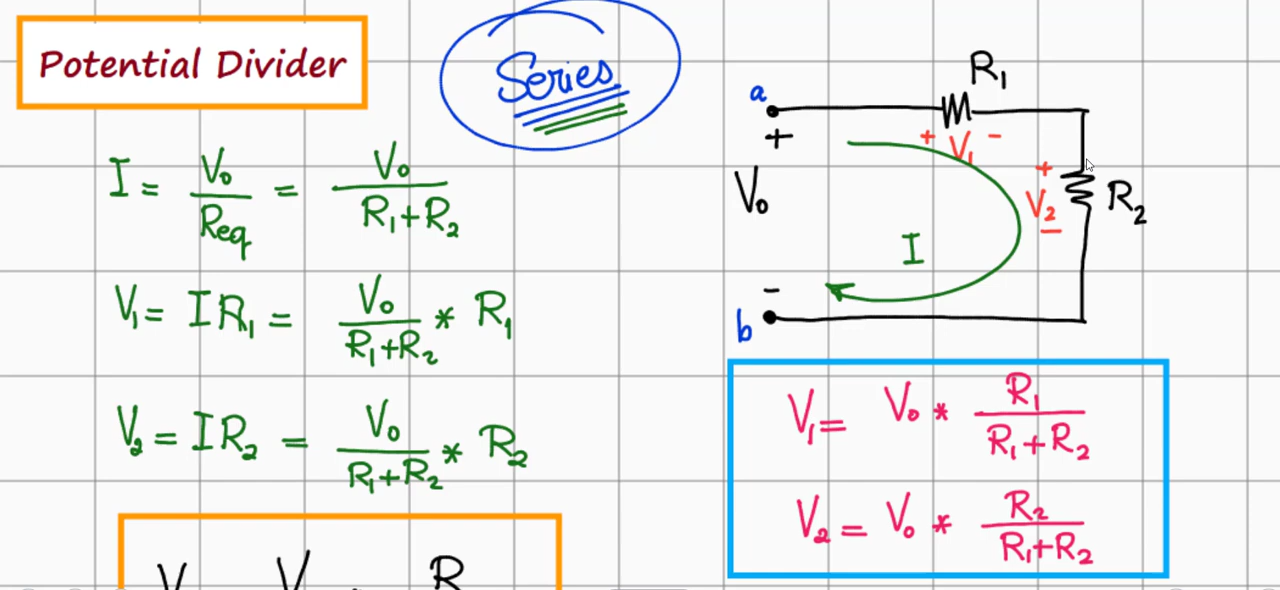 Potential Divider
Series
I = V₀/Req = V₀/(R₁+R₂)
V₁ = IR₁ = V₀/(R₁+R₂) * R₁
V₂ = IR₂ = V₀/(R₁+R₂) * R₂
R₁
a
+
+ V₁ -
V₀
+
V₂
-
R₂
I
-
b
V₁ = V₀ * R₁/(R₁+R₂)
V₂ = V₀ * R₂/(R₁+R₂)
V V R